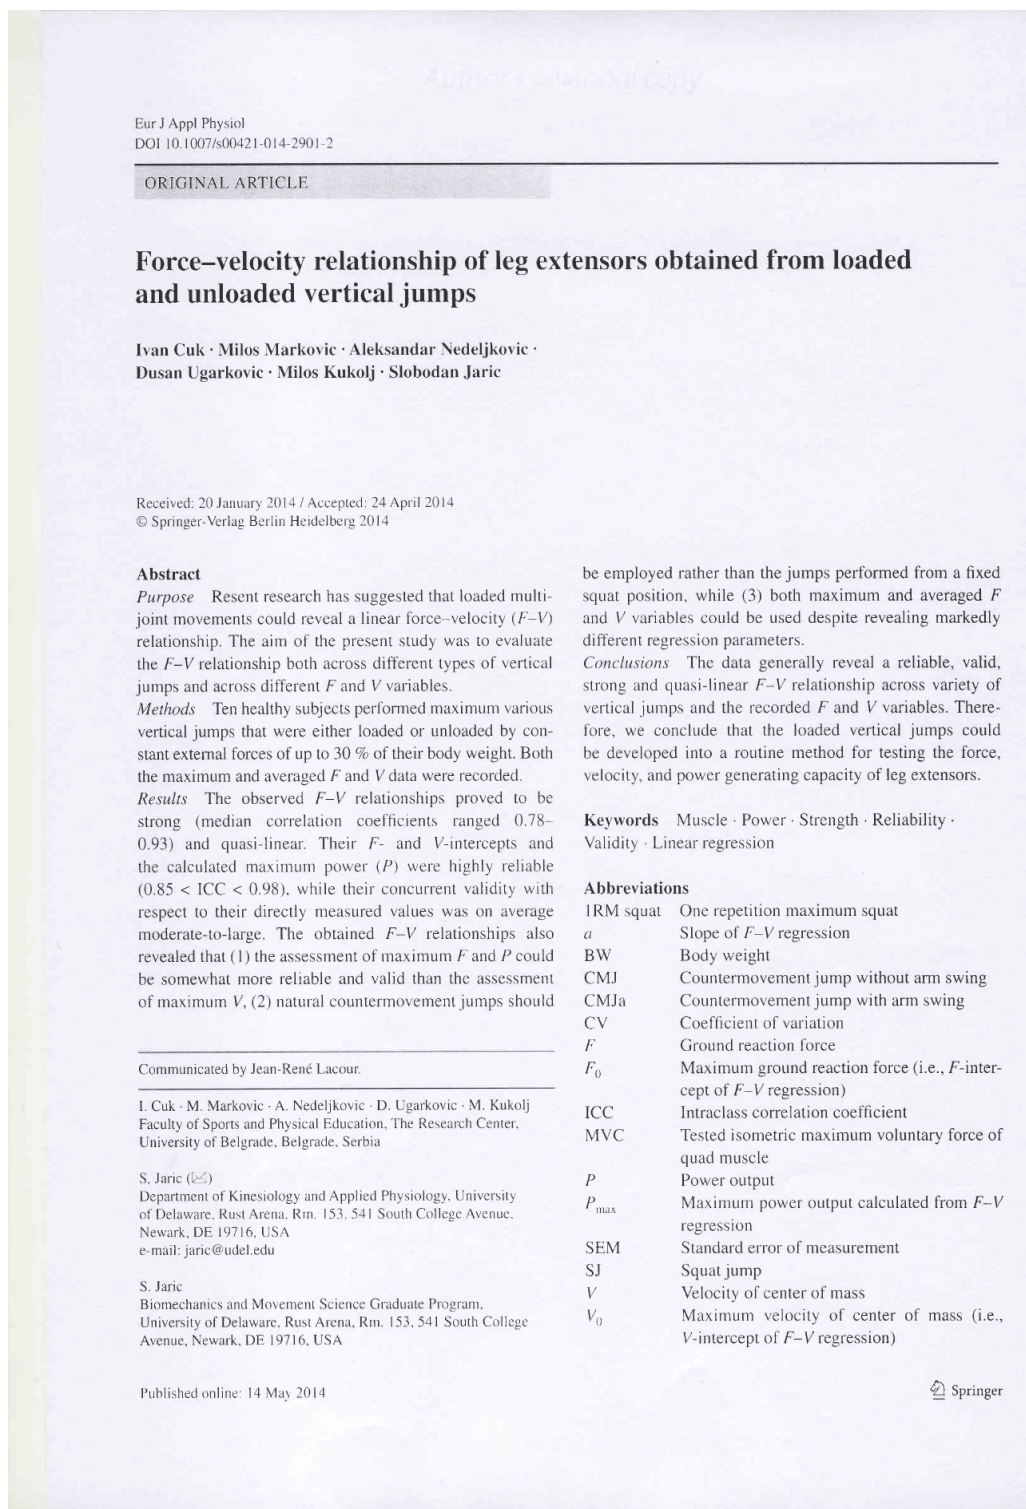 Author's personal copy
Eur J Appl Physiol
DOI 10.1007/s00421-014-2901-2
ORIGINAL ARTICLE
Force–velocity relationship of leg extensors obtained from loaded
and unloaded vertical jumps
Ivan Cuk · Milos Markovic · Aleksandar Nedeljkovic ·
Dusan Ugarkovic · Milos Kukolj · Slobodan Jaric
Received: 20 January 2014 / Accepted: 24 April 2014
© Springer-Verlag Berlin Heidelberg 2014
Abstract
Purpose Resent research has suggested that loaded multi-
joint movements could reveal a linear force–velocity (F–V)
relationship. The aim of the present study was to evaluate
the F–V relationship both across different types of vertical
jumps and across different F and V variables.
Methods Ten healthy subjects performed maximum various
vertical jumps that were either loaded or unloaded by con-
stant external forces of up to 30 % of their body weight. Both
the maximum and averaged F and V data were recorded.
Results The observed F–V relationships proved to be
strong (median correlation coefficients ranged 0.78–
0.93) and quasi-linear. Their F- and V-intercepts and
the calculated maximum power (P) were highly reliable
(0.85 < ICC < 0.98), while their concurrent validity with
respect to their directly measured values was on average
moderate-to-large. The obtained F–V relationships also
revealed that (1) the assessment of maximum F and P could
be somewhat more reliable and valid than the assessment
of maximum V, (2) natural countermovement jumps should
be employed rather than the jumps performed from a fixed
squat position, while (3) both maximum and averaged F
and V variables could be used despite revealing markedly
different regression parameters.
Conclusions The data generally reveal a reliable, valid,
strong and quasi-linear F–V relationship across variety of
vertical jumps and the recorded F and V variables. There-
fore, we conclude that the loaded vertical jumps could
be developed into a routine method for testing the force,
velocity, and power generating capacity of leg extensors.
Keywords Muscle · Power · Strength · Reliability ·
Validity · Linear regression
Abbreviations
1RM squat One repetition maximum squat
a Slope of F–V regression
BW Body weight
CMJ Countermovement jump without arm swing
CMJa Countermovement jump with arm swing
CV Coefficient of variation
F Ground reaction force
F0 Maximum ground reaction force (i.e., F-inter-
cept of F–V regression)
ICC Intraclass correlation coefficient
MVC Tested isometric maximum voluntary force of
quad muscle
P Power output
Pmax Maximum power output calculated from F–V
regression
SEM Standard error of measurement
SJ Squat jump
V Velocity of center of mass
V0 Maximum velocity of center of mass (i.e.,
V-intercept of F–V regression)
Communicated by Jean-René Lacour.
I. Cuk · M. Markovic · A. Nedeljkovic · D. Ugarkovic · M. Kukolj
Faculty of Sports and Physical Education, The Research Center,
University of Belgrade, Belgrade, Serbia
S. Jaric (✉)
Department of Kinesiology and Applied Physiology, University
of Delaware, Rust Arena, Rm. 153, 541 South College Avenue,
Newark, DE 19716, USA
e-mail: jaric@udel.edu
S. Jaric
Biomechanics and Movement Science Graduate Program,
University of Delaware, Rust Arena, Rm. 153, 541 South College
Avenue, Newark, DE 19716, USA
Published online: 14 May 2014
Springer